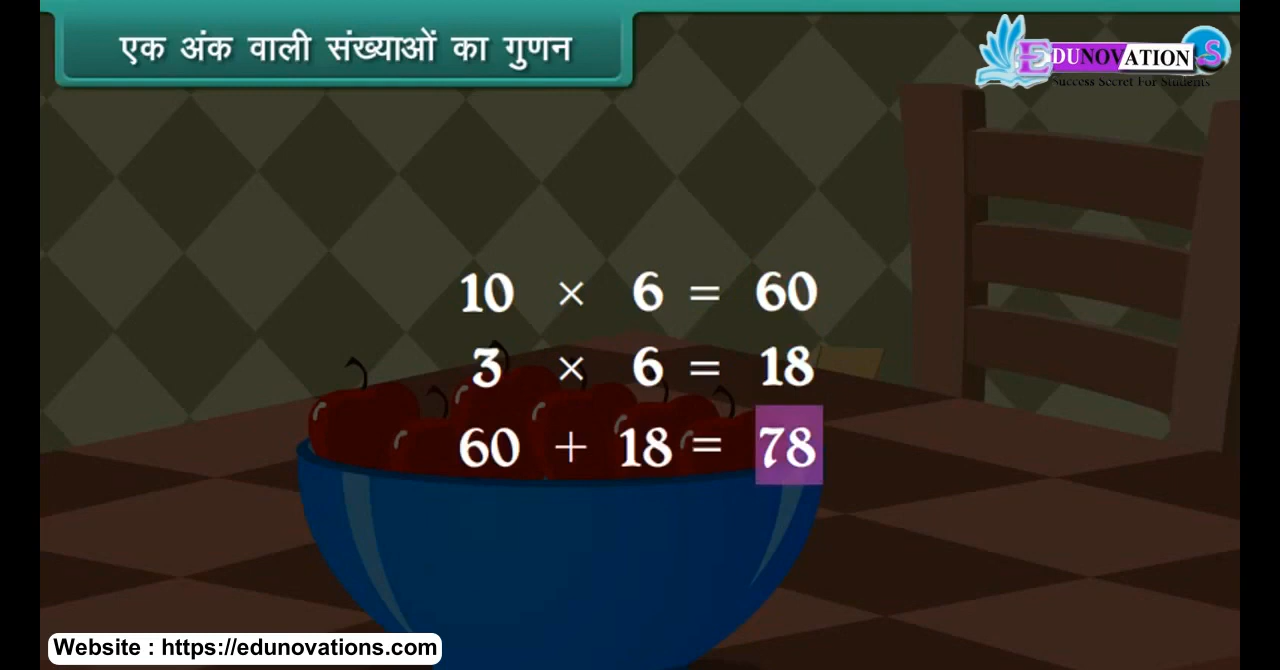 एक अंक वाली संख्याओं का गुणन
EDUNOVATION.S
Success Secret For Students
10 × 6 = 60
3 × 6 = 18
60 + 18 = 78
Website : https://edunovations.com